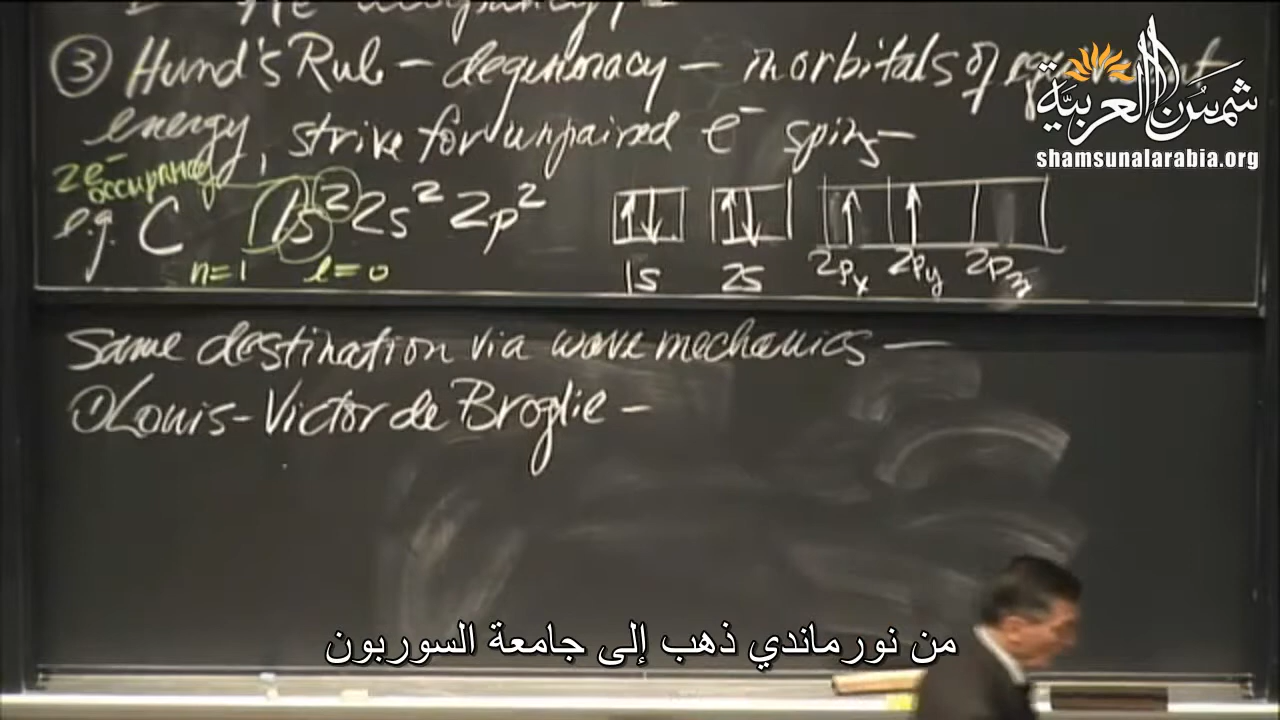 ③ Hund's Rule – degeneracy – in orbitals of equivalent
energy, strive for unpaired e⁻ spins –
2e⁻
occupancy
e.g. C 1s² 2s² 2p²
n=1 l=0
1s 2s 2px 2py 2pz
Same destination via wave mechanics –
① Louis-Victor de Broglie –
شمسُن العربيّة
shamsunalarabia.org
من نورماندي ذهب إلى جامعة السوربون